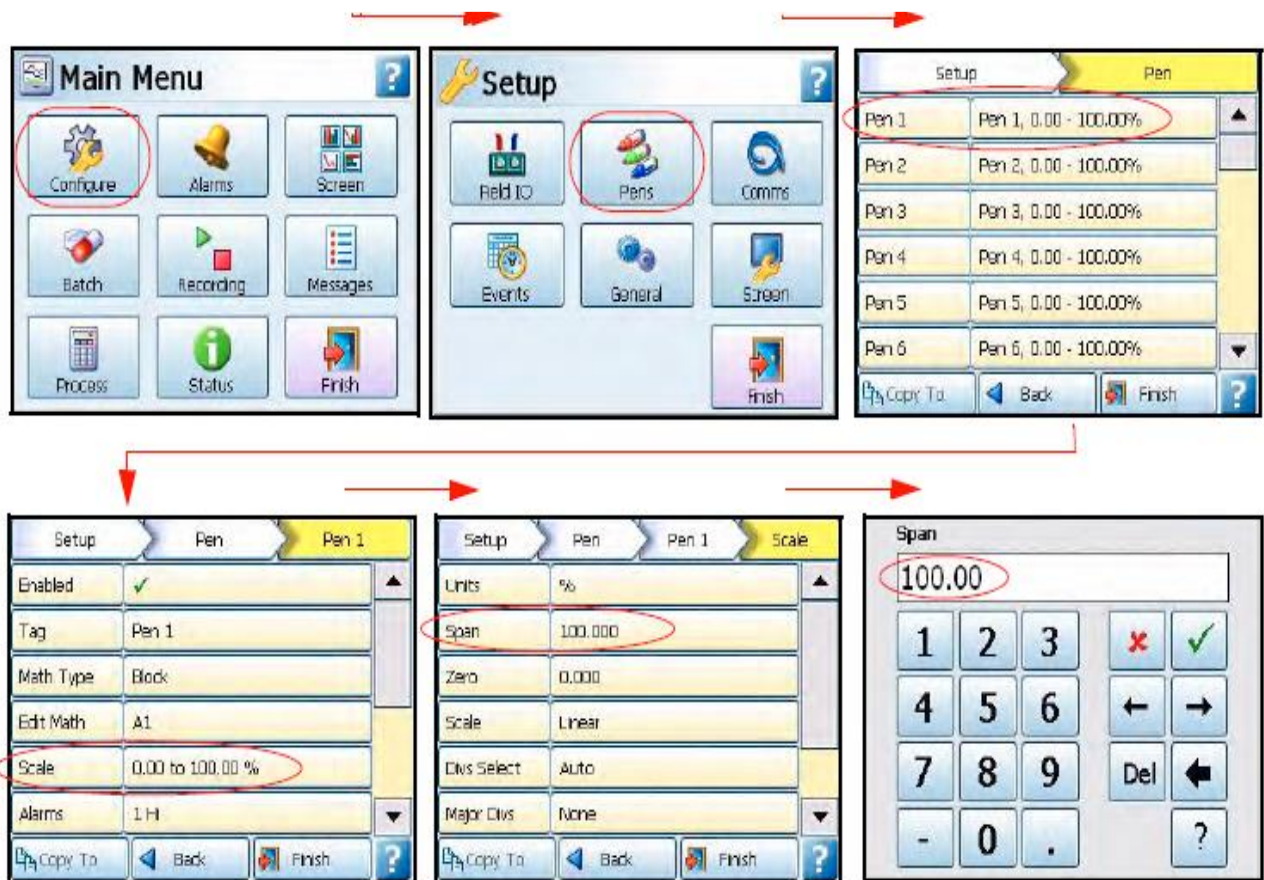 Main Menu
?
Configure
Alarms
Screen
Batch
Recording
Messages
Process
Status
Finish
Setup
?
Field IO
Pens
Comms
Events
General
Screen
Finish
Setup Pen
Pen 1 Pen 1, 0.00 - 100.00%
Pen 2 Pen 2, 0.00 - 100.00%
Pen 3 Pen 3, 0.00 - 100.00%
Pen 4 Pen 4, 0.00 - 100.00%
Pen 5 Pen 5, 0.00 - 100.00%
Pen 6 Pen 6, 0.00 - 100.00%
Copy To Back Finish ?
Setup Pen Pen 1
Enabled ✓
Tag Pen 1
Math Type Block
Edit Math A1
Scale 0.00 to 100.00 %
Alarms 1 Hi
Copy To Back Finish ?
Setup Pen Pen 1 Scale
Units %
Span 100.000
Zero 0.000
Scale Linear
Divs Select Auto
Major Divs None
Copy To Back Finish ?
Span
100.00
1 2 3 ✗ ✓
4 5 6 ← →
7 8 9 Del ←
- 0 . ?